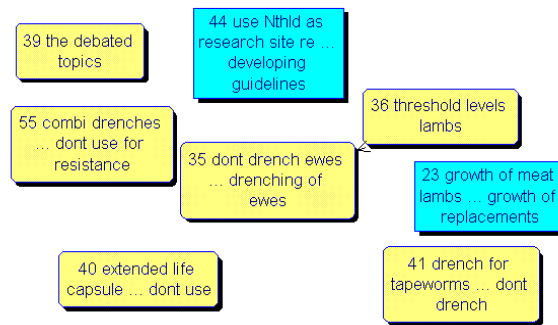 39 the debated
topics
44 use Nthld as
research site re ...
developing
guidelines
36 threshold levels
lambs
55 combi drenches
... dont use for
resistance
35 dont drench ewes
... drenching of
ewes
23 growth of meat
lambs ... growth of
replacements
40 extended life
capsule ... dont use
41 drench for
tapeworms ... dont
drench